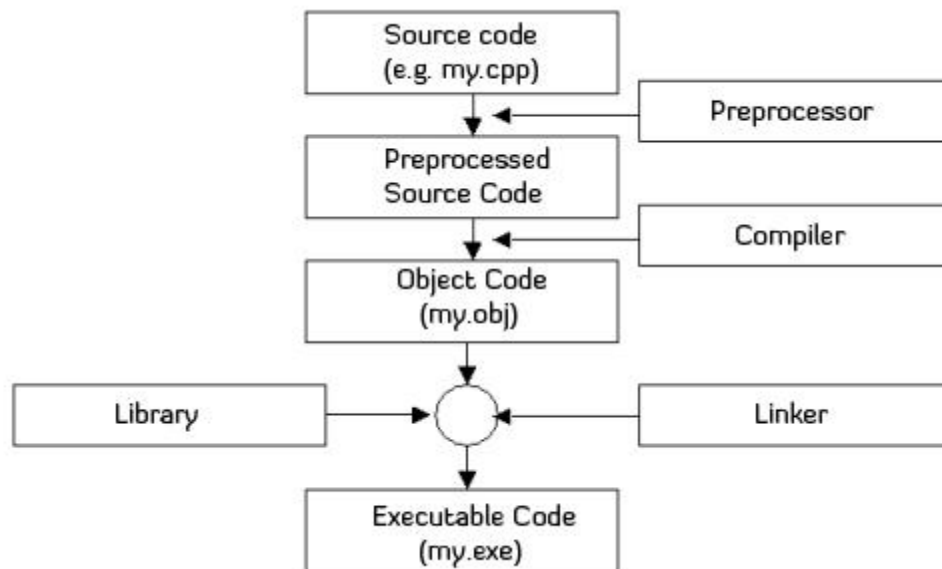 Source code
(e.g. my.cpp)
Preprocessor
Preprocessed
Source Code
Compiler
Object Code
(my.obj)
Library
Linker
Executable Code
(my.exe)